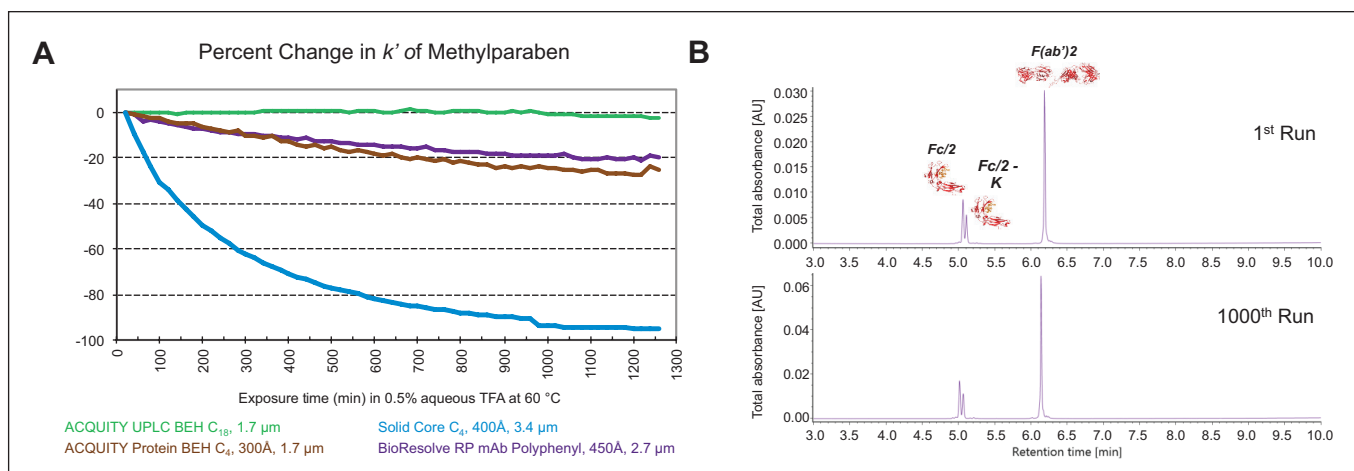 A
Percent Change in k' of Methylparaben
0
-20
-40
-60
-80
-100
0 100 200 300 400 500 600 700 800 900 1000 1100 1200 1300
Exposure time (min) in 0.5% aqueous TFA at 60 °C
ACQUITY UPLC BEH C18, 1.7 µm
Solid Core C4, 400Å, 3.4 µm
ACQUITY Protein BEH C4, 300Å, 1.7 µm
BioResolve RP mAb Polyphenyl, 450Å, 2.7 µm
B
F(ab')2
Fc/2
Fc/2 -
K
1st Run
Total absorbance [AU]
0.030
0.025
0.020
0.015
0.010
0.005
0.000
3.0 3.5 4.0 4.5 5.0 5.5 6.0 6.5 7.0 7.5 8.0 8.5 9.0 9.5 10.0
1000th Run
Total absorbance [AU]
0.06
0.04
0.02
0.00
3.0 3.5 4.0 4.5 5.0 5.5 6.0 6.5 7.0 7.5 8.0 8.5 9.0 9.5 10.0
Retention time [min]